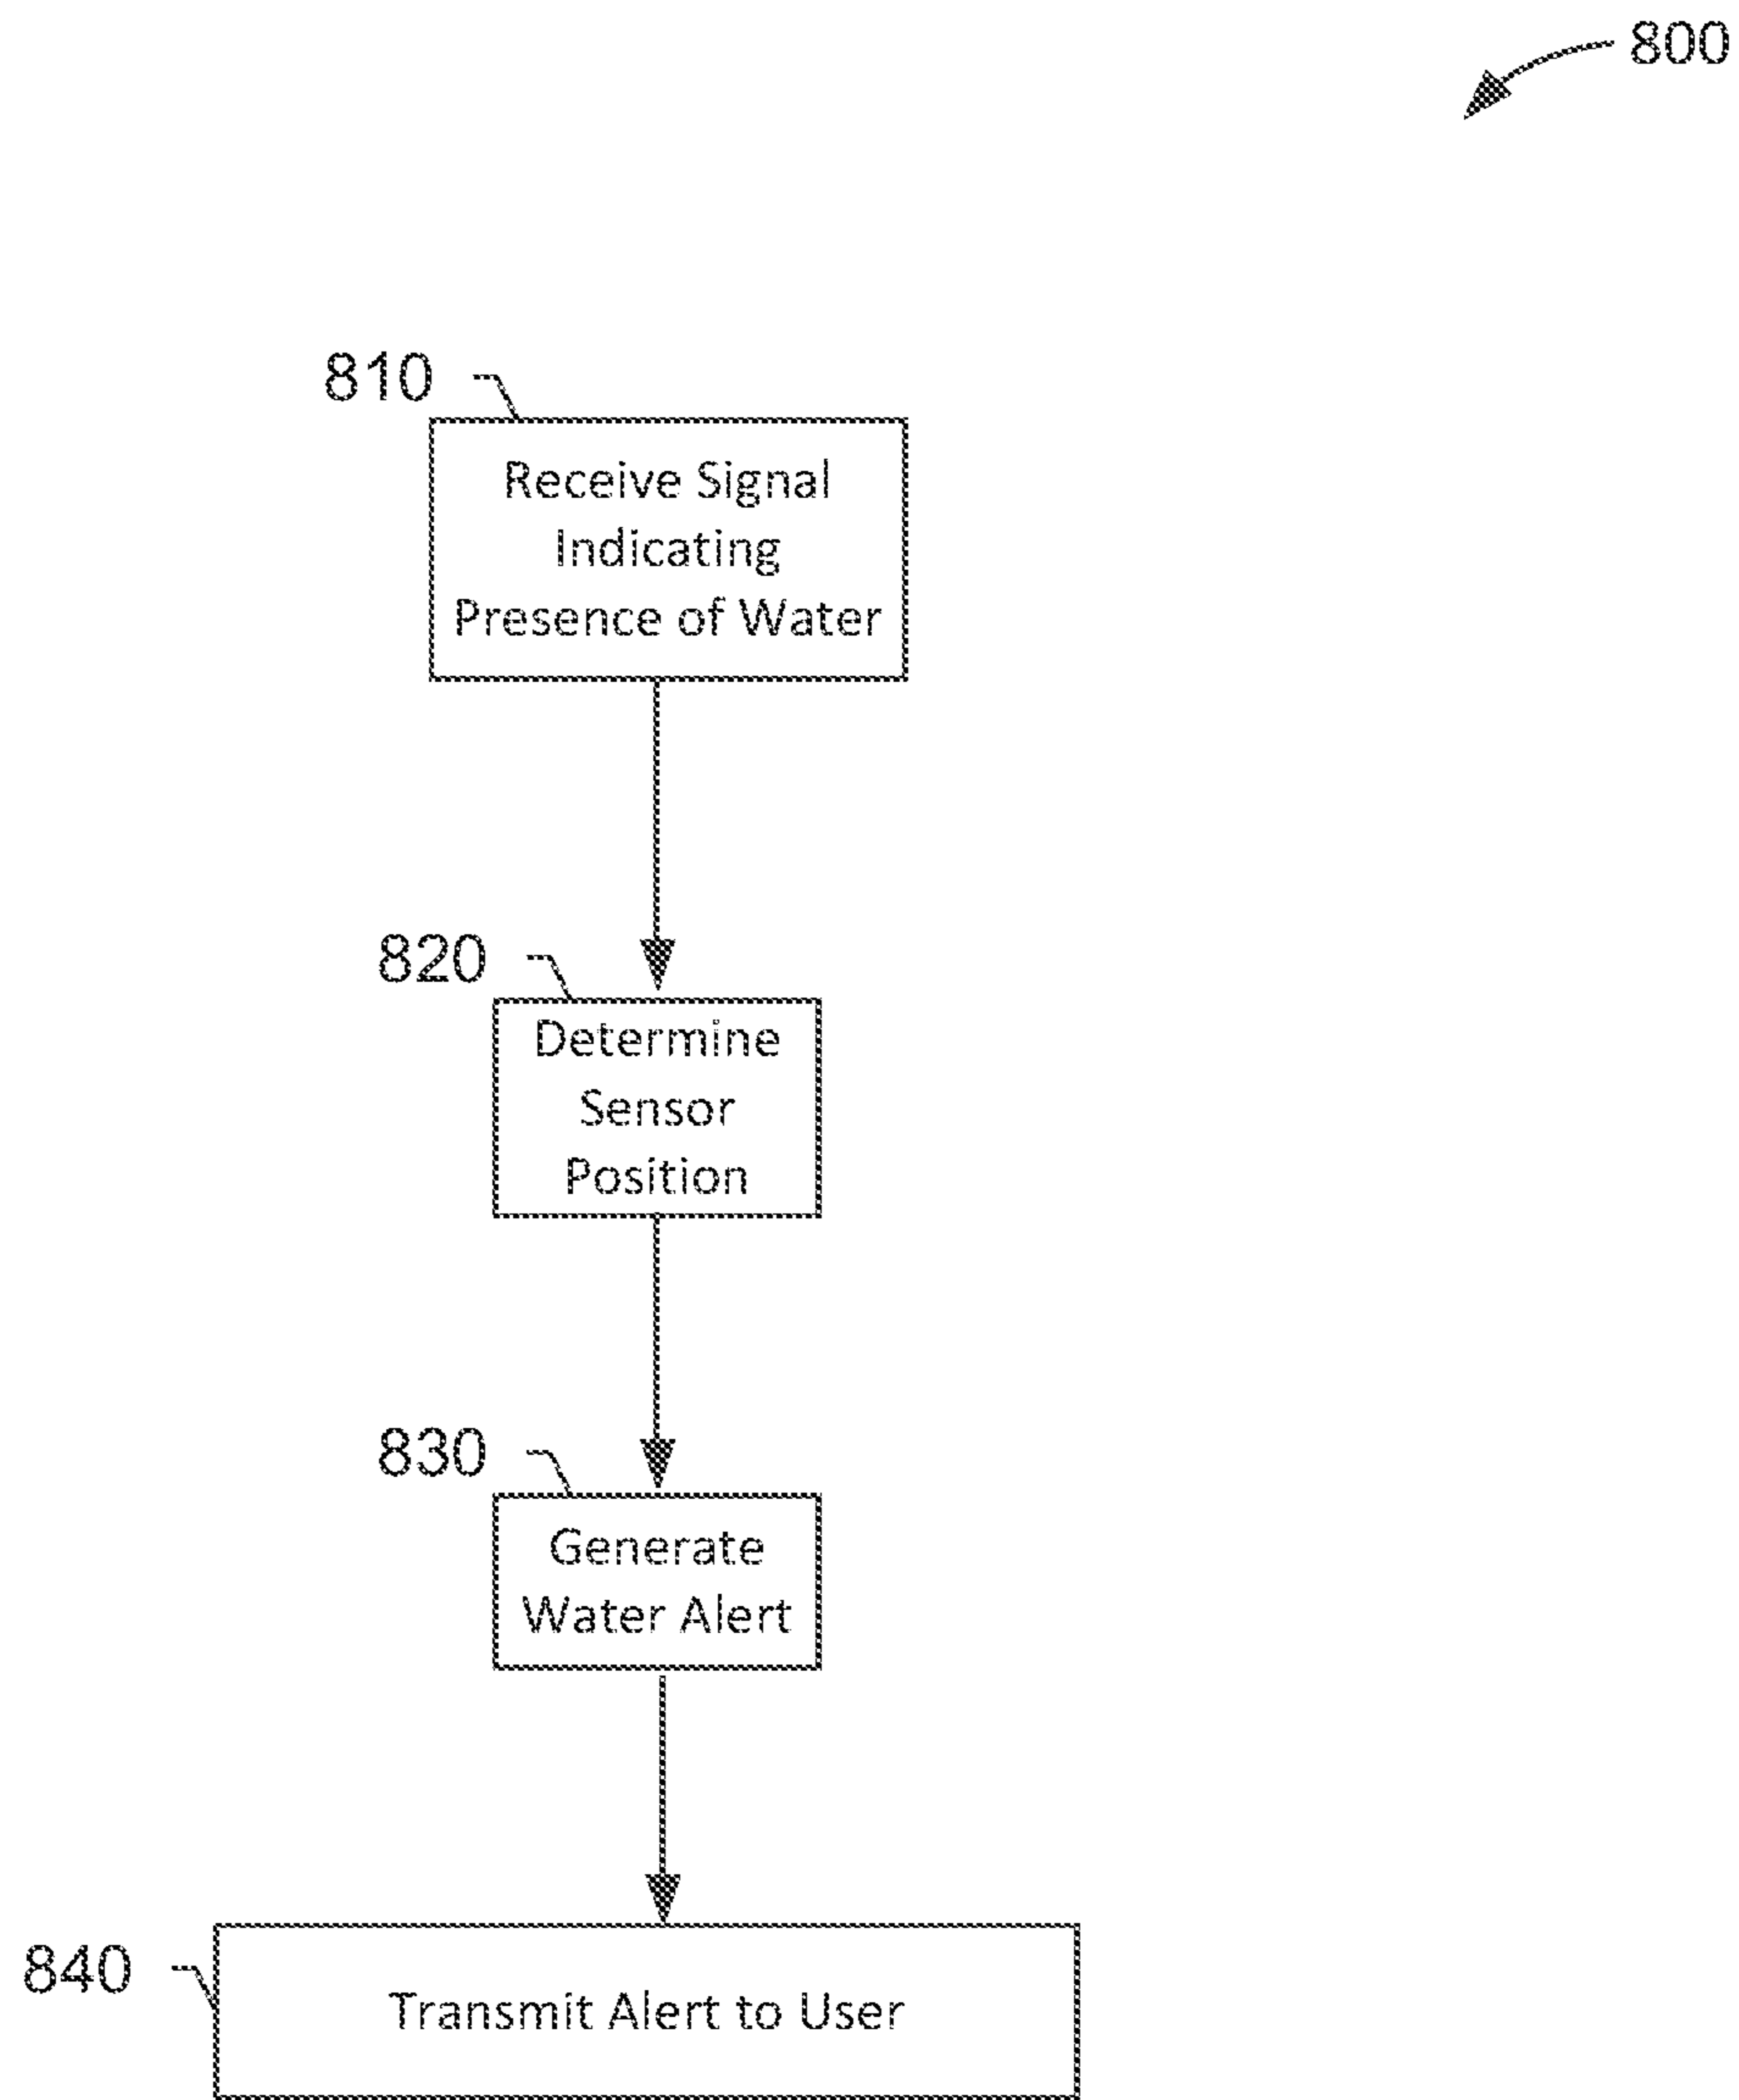 800
810
Receive Signal
Indicating
Presence of Water
820
Determine
Sensor
Position
830
Generate
Water Alert
840
Transmit Alert to User